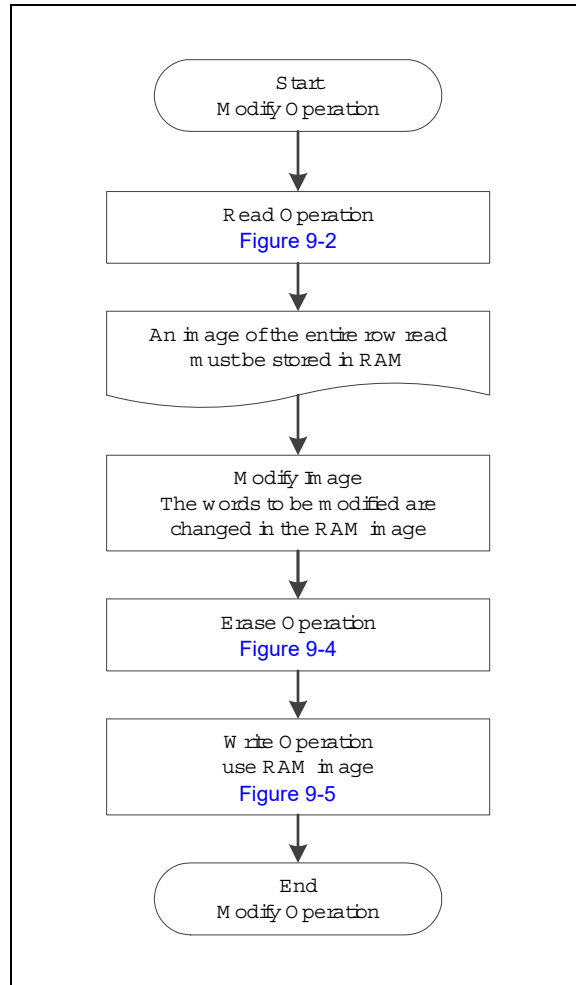 Start
Modify Operation
Read Operation
Figure 9-2
An image of the entire row read
must be stored in RAM
Modify Image
The words to be modified are
changed in the RAM image
Erase Operation
Figure 9-4
Write Operation
use RAM image
Figure 9-5
End
Modify Operation